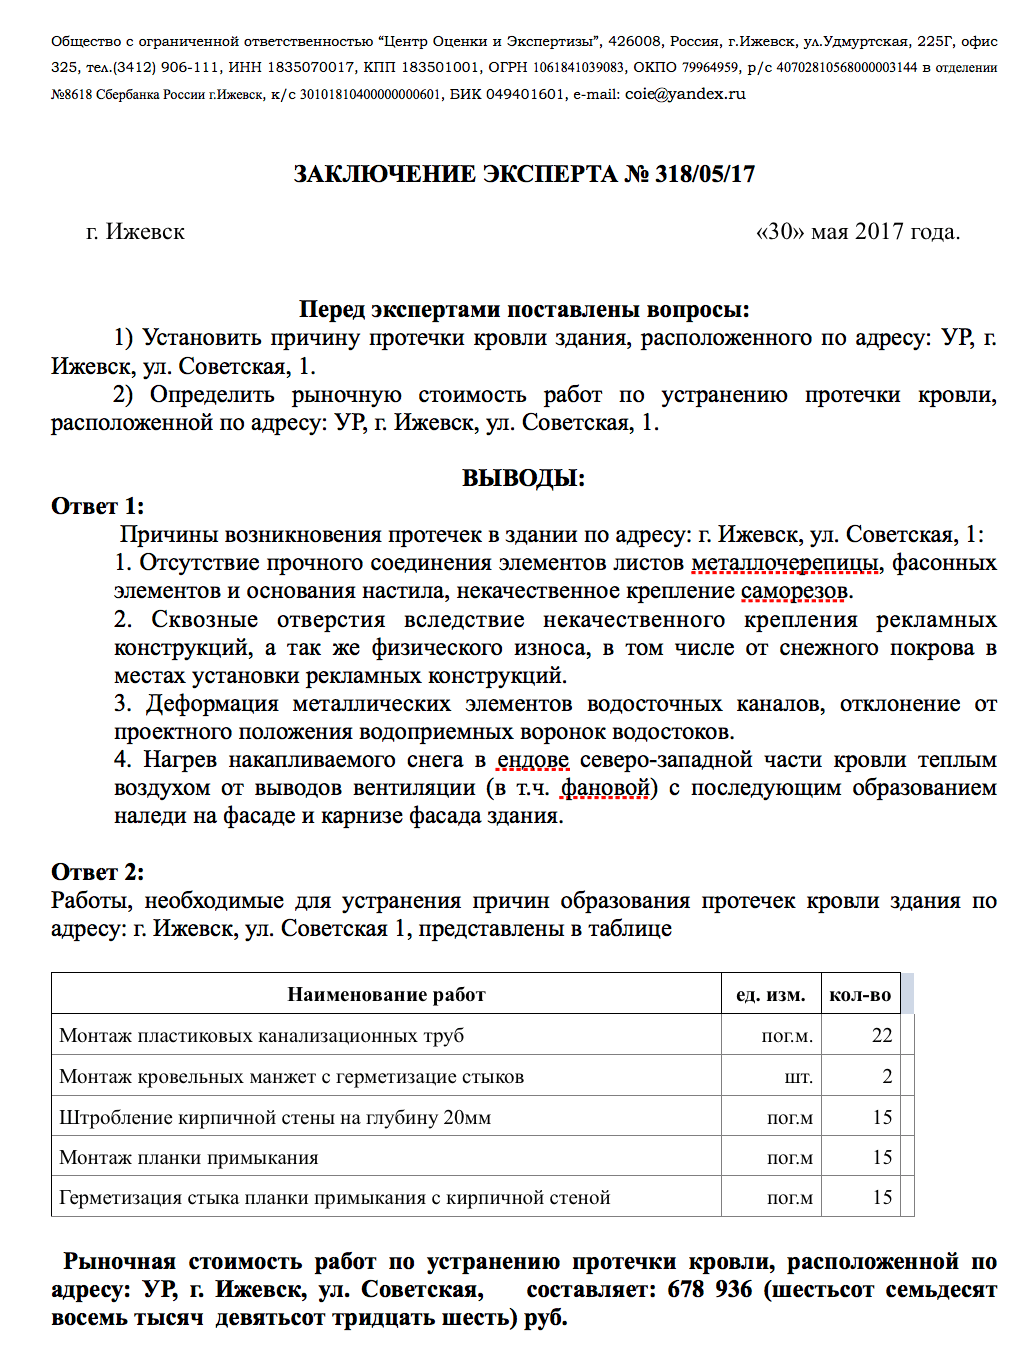 Общество с ограниченной ответственностью “Центр Оценки и Экспертизы”, 426008, Россия, г.Ижевск, ул.Удмуртская, 225Г, офис
325, тел.(3412) 906-111, ИНН 1835070017, КПП 183501001, ОГРН 1061841039083, ОКПО 79964959, р/с 40702810568000003144 в отделении
№8618 Сбербанка России г.Ижевск, к/с 30101810400000000601, БИК 049401601, e-mail: coie@yandex.ru
ЗАКЛЮЧЕНИЕ ЭКСПЕРТА № 318/05/17
г. Ижевск «30» мая 2017 года.
Перед экспертами поставлены вопросы:
1) Установить причину протечки кровли здания, расположенного по адресу: УР, г.
Ижевск, ул. Советская, 1.
2) Определить рыночную стоимость работ по устранению протечки кровли,
расположенной по адресу: УР, г. Ижевск, ул. Советская, 1.
ВЫВОДЫ:
Ответ 1:
Причины возникновения протечек в здании по адресу: г. Ижевск, ул. Советская, 1:
1. Отсутствие прочного соединения элементов листов металлочерепицы, фасонных
элементов и основания настила, некачественное крепление саморезов.
2. Сквозные отверстия вследствие некачественного крепления рекламных
конструкций, а так же физического износа, в том числе от снежного покрова в
местах установки рекламных конструкций.
3. Деформация металлических элементов водосточных каналов, отклонение от
проектного положения водоприемных воронок водостоков.
4. Нагрев накапливаемого снега в ендове северо-западной части кровли теплым
воздухом от выводов вентиляции (в т.ч. фановой) с последующим образованием
наледи на фасаде и карнизе фасада здания.
Ответ 2:
Работы, необходимые для устранения причин образования протечек кровли здания по
адресу: г. Ижевск, ул. Советская 1, представлены в таблице
Наименование работ ед. изм. кол-во
Монтаж пластиковых канализационных труб пог.м. 22
Монтаж кровельных манжет с герметизацие стыков шт. 2
Штробление кирпичной стены на глубину 20мм пог.м 15
Монтаж планки примыкания пог.м 15
Герметизация стыка планки примыкания с кирпичной стеной пог.м 15
Рыночная стоимость работ по устранению протечки кровли, расположенной по
адресу: УР, г. Ижевск, ул. Советская, составляет: 678 936 (шестьсот семьдесят
восемь тысяч девятьсот тридцать шесть) руб.